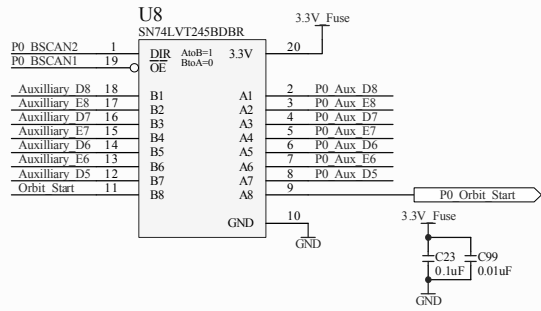 U8
SN74LVT245BDBR
3.3V_Fuse
P0_BSCAN2 1 DIR AtoB=1 3.3V 20
P0_BSCAN1 19 OE BtoA=0
Auxilliary_D8 18 B1 A1 2 P0_Aux_D8
Auxilliary_E8 17 B2 A2 3 P0_Aux_E8
Auxilliary_D7 16 B3 A3 4 P0_Aux_D7
Auxilliary_E7 15 B4 A4 5 P0_Aux_E7
Auxilliary_D6 14 B5 A5 6 P0_Aux_D6
Auxilliary_E6 13 B6 A6 7 P0_Aux_E6
Auxilliary_D5 12 B7 A7 8 P0_Aux_D5
Orbit_Start 11 B8 A8 9 P0_Orbit_Start
GND 10
GND
3.3V_Fuse
C23 C99
0.1uF 0.01uF
GND